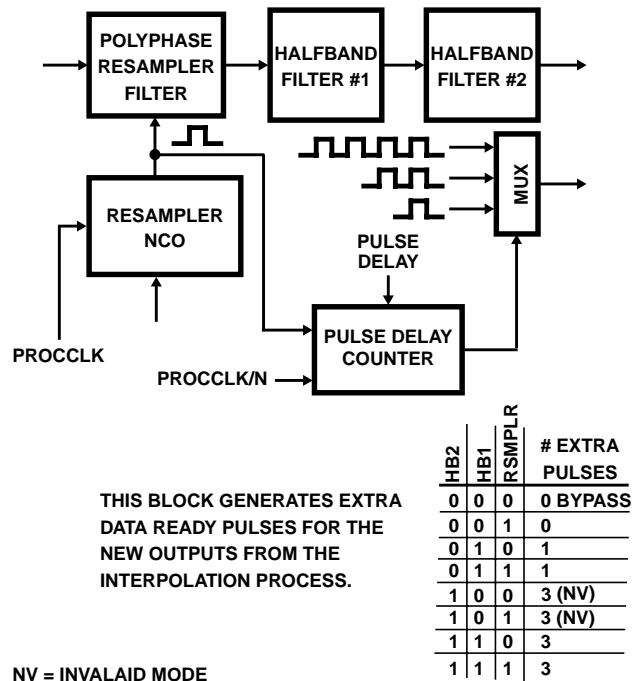 POLYPHASE
RESAMPLER
FILTER
HALFBAND
FILTER #1
HALFBAND
FILTER #2
MUX
RESAMPLER
NCO
PULSE
DELAY
PROCCLK
PULSE DELAY
COUNTER
PROCCLK/N
THIS BLOCK GENERATES EXTRA
DATA READY PULSES FOR THE
NEW OUTPUTS FROM THE
INTERPOLATION PROCESS.
HB2 HB1 RSMPLR # EXTRA PULSES
0 0 0 0 BYPASS
0 0 1 0
0 1 0 1
0 1 1 1
1 0 0 3 (NV)
1 0 1 3 (NV)
1 1 0 3
1 1 1 3
NV = INVALAID MODE